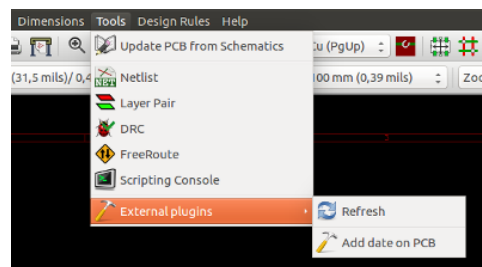 Dimensions Tools Design Rules Help
Update PCB from Schematics
Cu (PgUp)
(31,5 mils)/ 0,4
100 mm (0,39 mils)
Zoo
NET
Netlist
Layer Pair
DRC
FreeRoute
Scripting Console
External plugins
Refresh
Add date on PCB